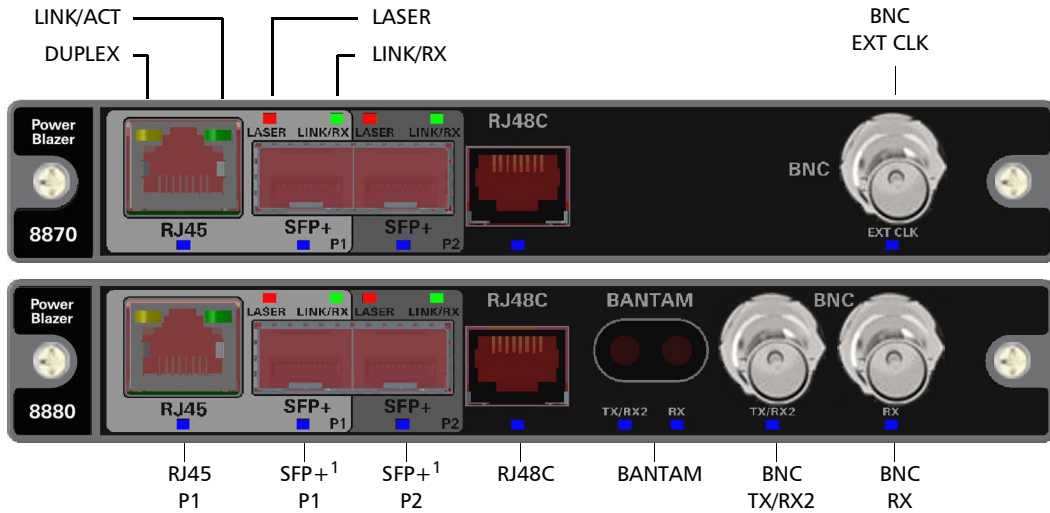 LINK/ACT
LASER
BNC
EXT CLK
DUPLEX
LINK/RX
Power
Blazer
8870
LASER LINK/RX LASER LINK/RX
RJ45
SFP+
P1
SFP+
P2
RJ48C
BNC
EXT CLK
Power
Blazer
8880
LASER LINK/RX LASER LINK/RX
RJ45
SFP+
P1
SFP+
P2
RJ48C
BANTAM
TX/RX2 RX
BNC
TX/RX2
RX
RJ45
P1
SFP+1
P1
SFP+1
P2
RJ48C
BANTAM
BNC
TX/RX2
BNC
RX